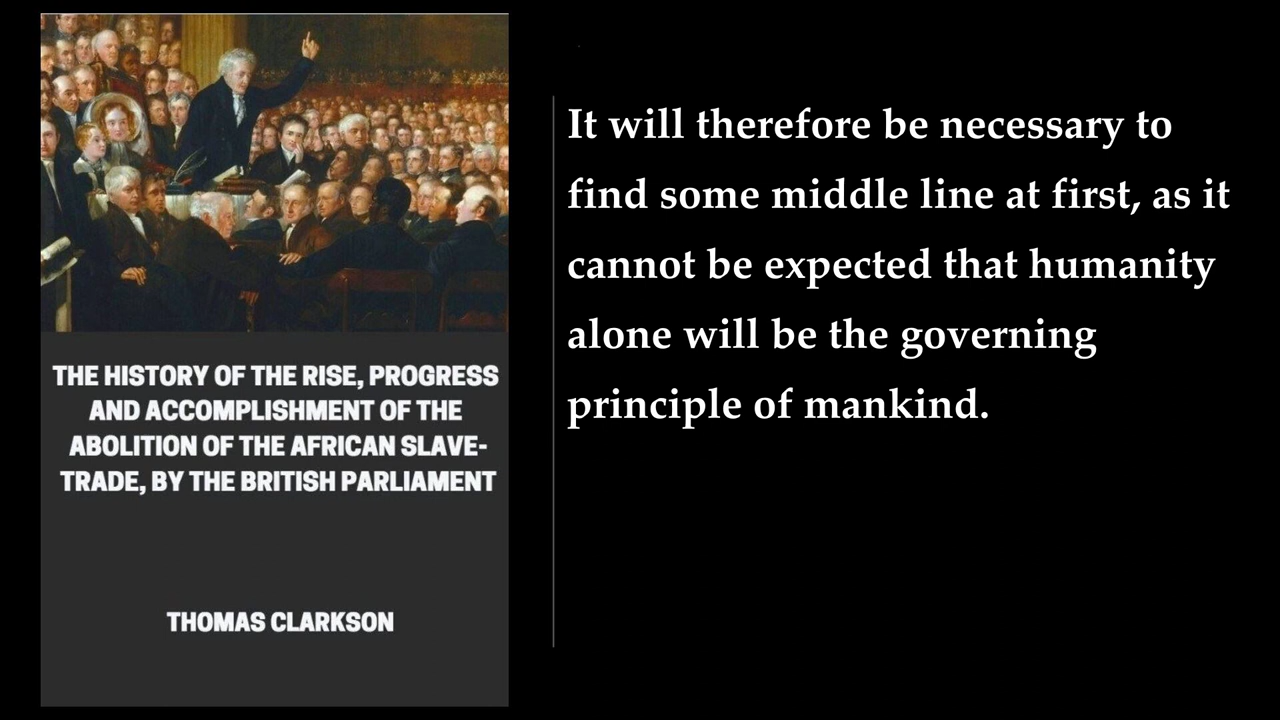 THE HISTORY OF THE RISE, PROGRESS
AND ACCOMPLISHMENT OF THE
ABOLITION OF THE AFRICAN SLAVE-
TRADE, BY THE BRITISH PARLIAMENT
THOMAS CLARKSON
It will therefore be necessary to
find some middle line at first, as it
cannot be expected that humanity
alone will be the governing
principle of mankind.